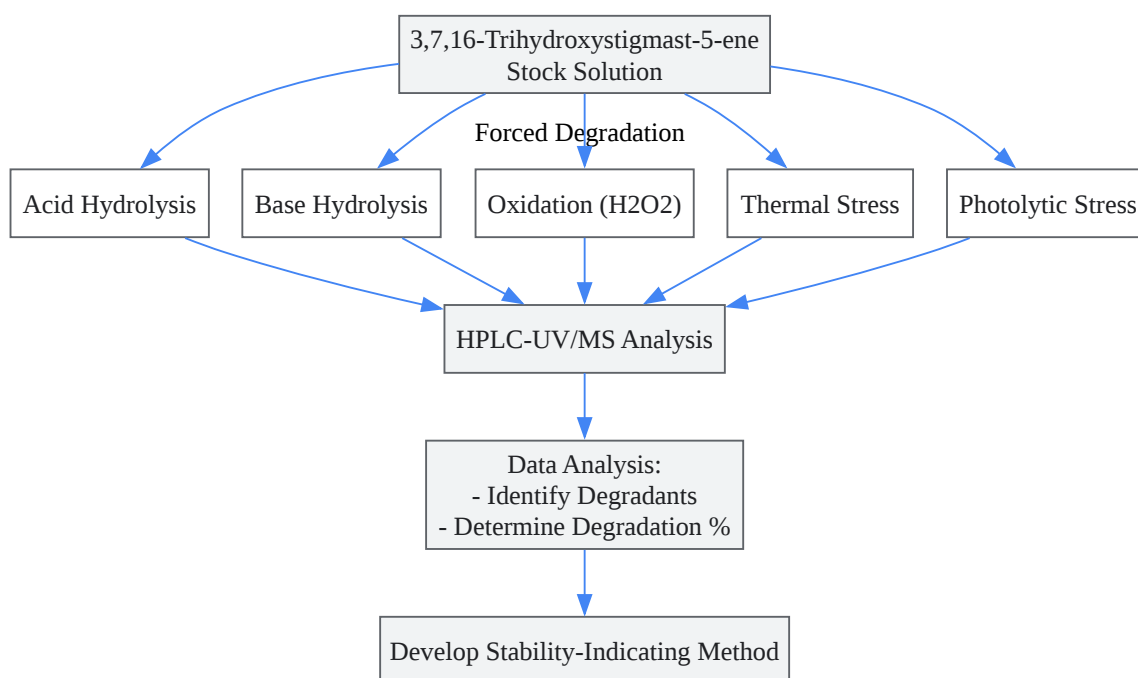 3,7,16-Trihydroxystigmast-5-ene
Stock Solution
Forced Degradation
Acid Hydrolysis
Base Hydrolysis
Oxidation (H2O2)
Thermal Stress
Photolytic Stress
HPLC-UV/MS Analysis
Data Analysis:
- Identify Degradants
- Determine Degradation %
Develop Stability-Indicating Method